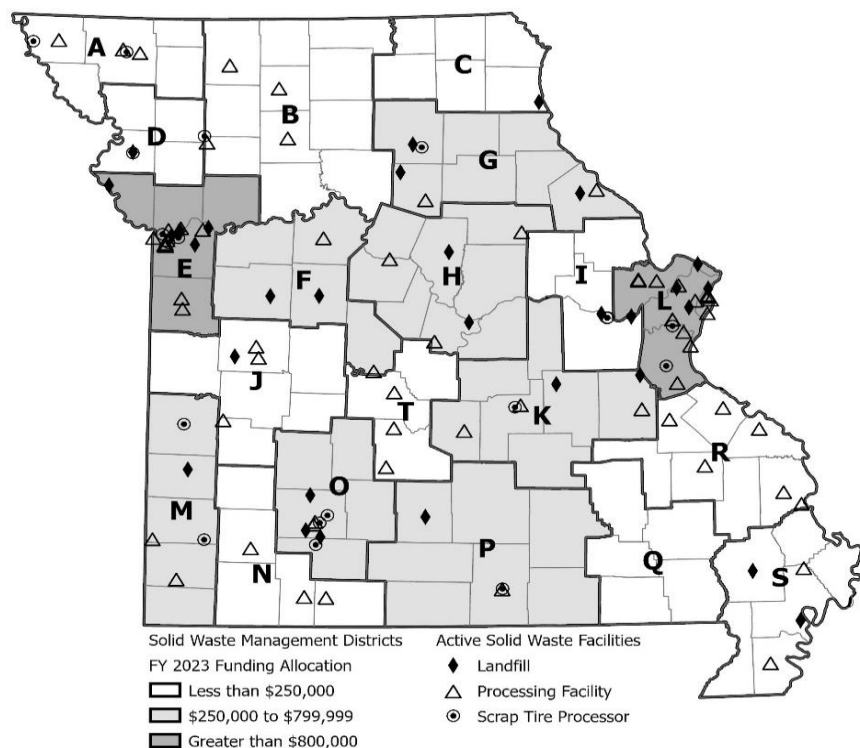 A
C
B
D
G
E
F
H
I
L
J
T
K
R
M
O
P
Q
N
S
Solid Waste Management Districts
FY 2023 Funding Allocation
Less than $250,000
$250,000 to $799,999
Greater than $800,000
Active Solid Waste Facilities
Landfill
Processing Facility
Scrap Tire Processor